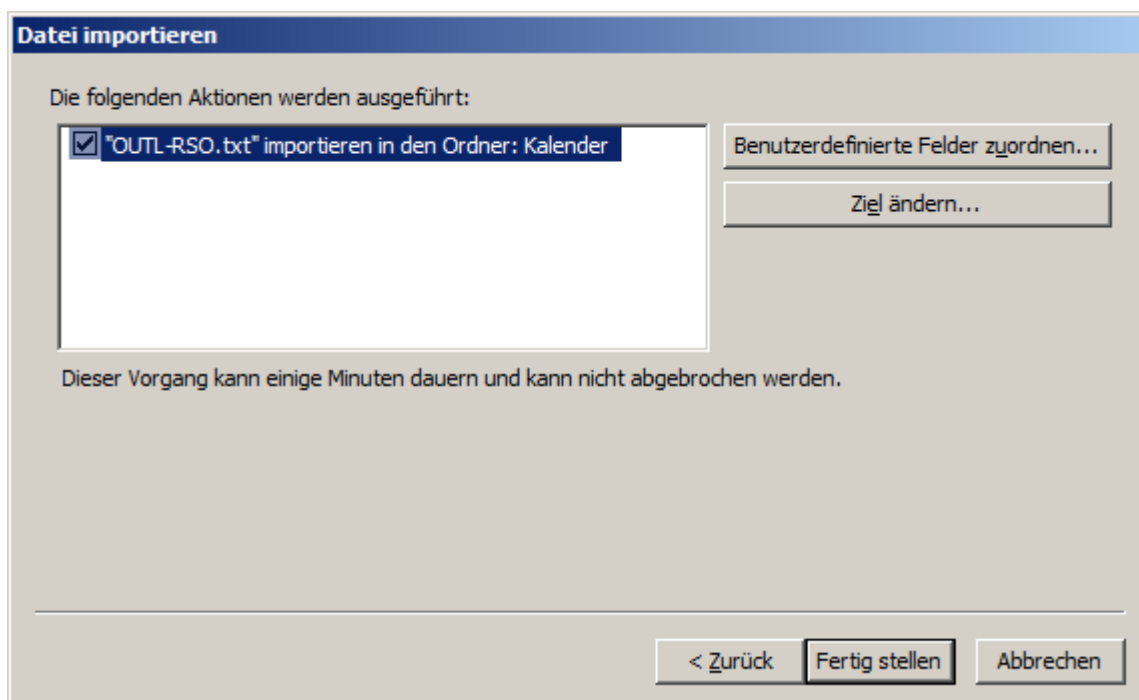 Datei importieren
Die folgenden Aktionen werden ausgeführt:
"OUTL-RSO.txt" importieren in den Ordner: Kalender
Benutzerdefinierte Felder zuordnen...
Ziel ändern...
Dieser Vorgang kann einige Minuten dauern und kann nicht abgebrochen werden.
< Zurück
Fertig stellen
Abbrechen